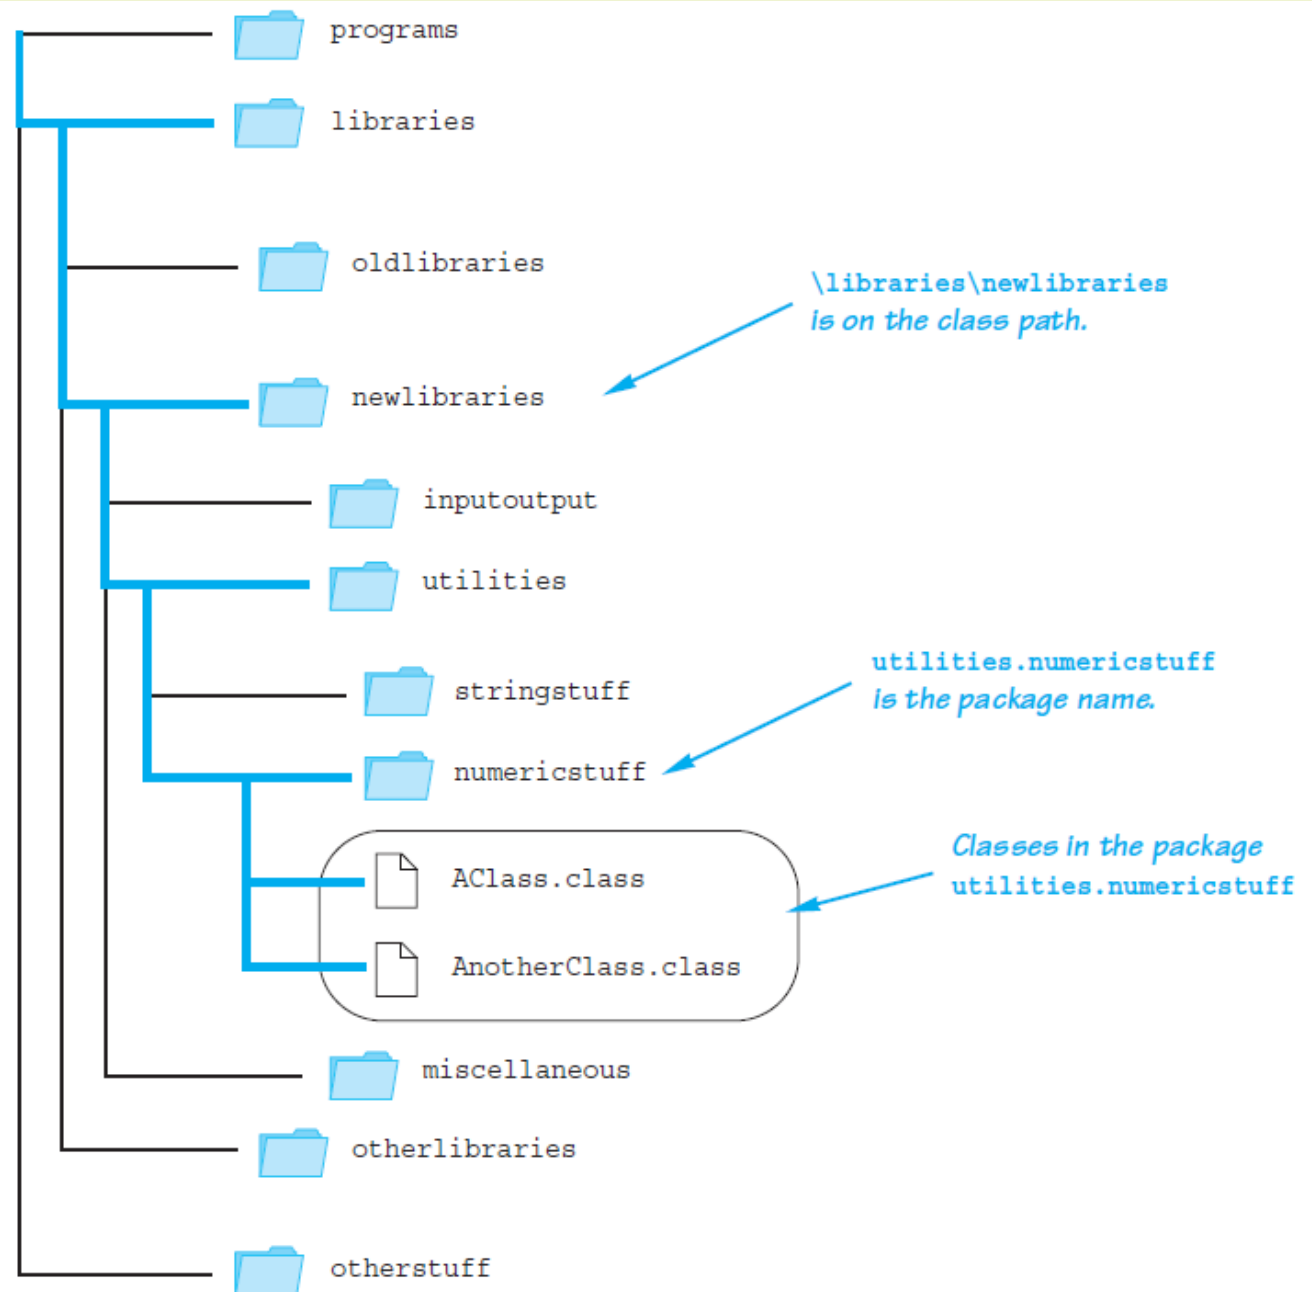 programs
libraries
oldlibraries
\libraries\newlibraries
is on the class path.
newlibraries
inputoutput
utilities
utilities.numericstuff
is the package name.
stringstuff
numericstuff
Classes in the package
utilities.numericstuff
AClass.class
AnotherClass.class
miscellaneous
otherlibraries
otherstuff